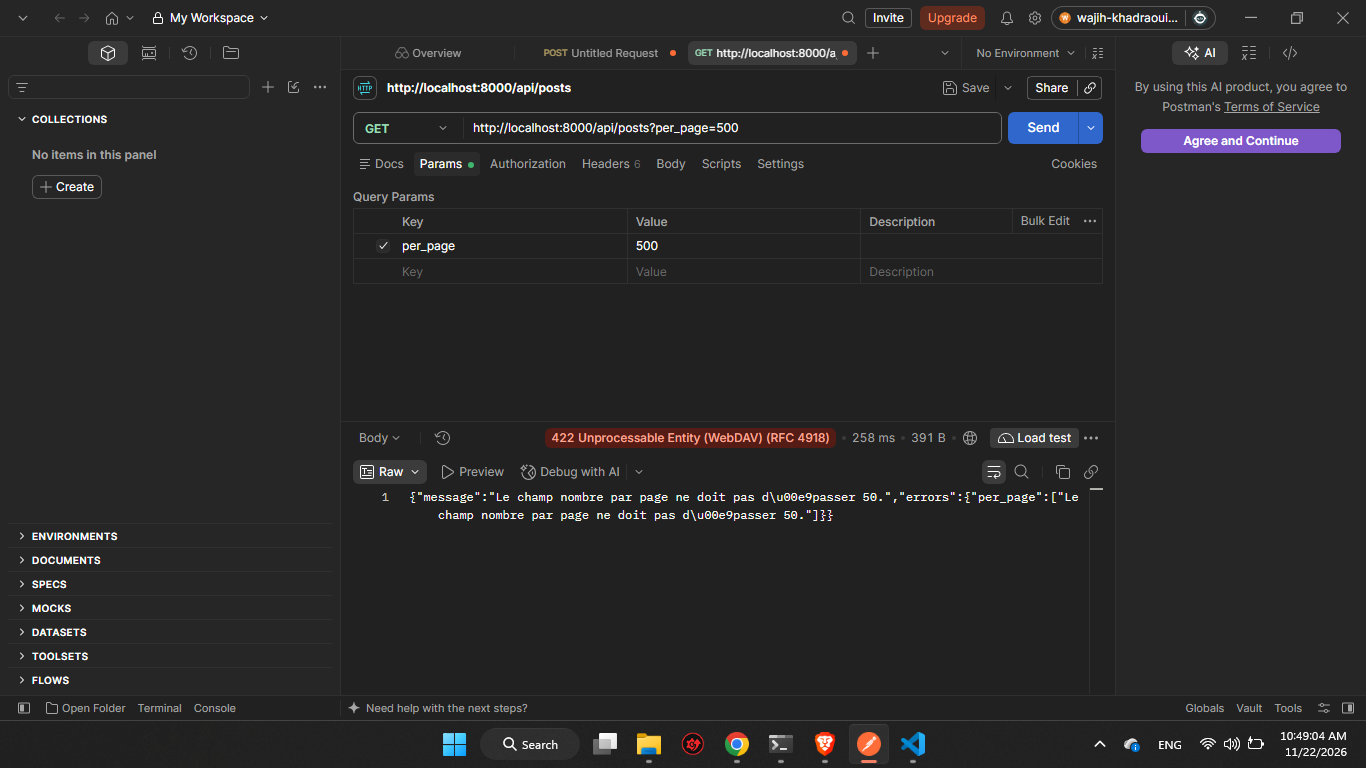 My Workspace
Invite
Upgrade
wajih-khadraoui...
Overview
POST Untitled Request
GET http://localhost:8000/a
No Environment
AI
http://localhost:8000/api/posts
Save
Share
By using this AI product, you agree to
Postman's Terms of Service
Agree and Continue
COLLECTIONS
No items in this panel
Create
GET
http://localhost:8000/api/posts?per_page=500
Send
Docs
Params
Authorization
Headers 6
Body
Scripts
Settings
Cookies
Query Params
Key
Value
Description
Bulk Edit
per_page
500
Key
Value
Description
Body
422 Unprocessable Entity (WebDAV) (RFC 4918)
258 ms
391 B
Load test
Raw
Preview
Debug with AI
1
{"message":"Le champ nombre par page ne doit pas d\u00e9passer 50.","errors":{"per_page":["Le
champ nombre par page ne doit pas d\u00e9passer 50."]}}
ENVIRONMENTS
DOCUMENTS
SPECS
MOCKS
DATASETS
TOOLSETS
FLOWS
Open Folder
Terminal
Console
Need help with the next steps?
Globals
Vault
Tools
Search
ENG
10:49:04 AM
11/22/2026